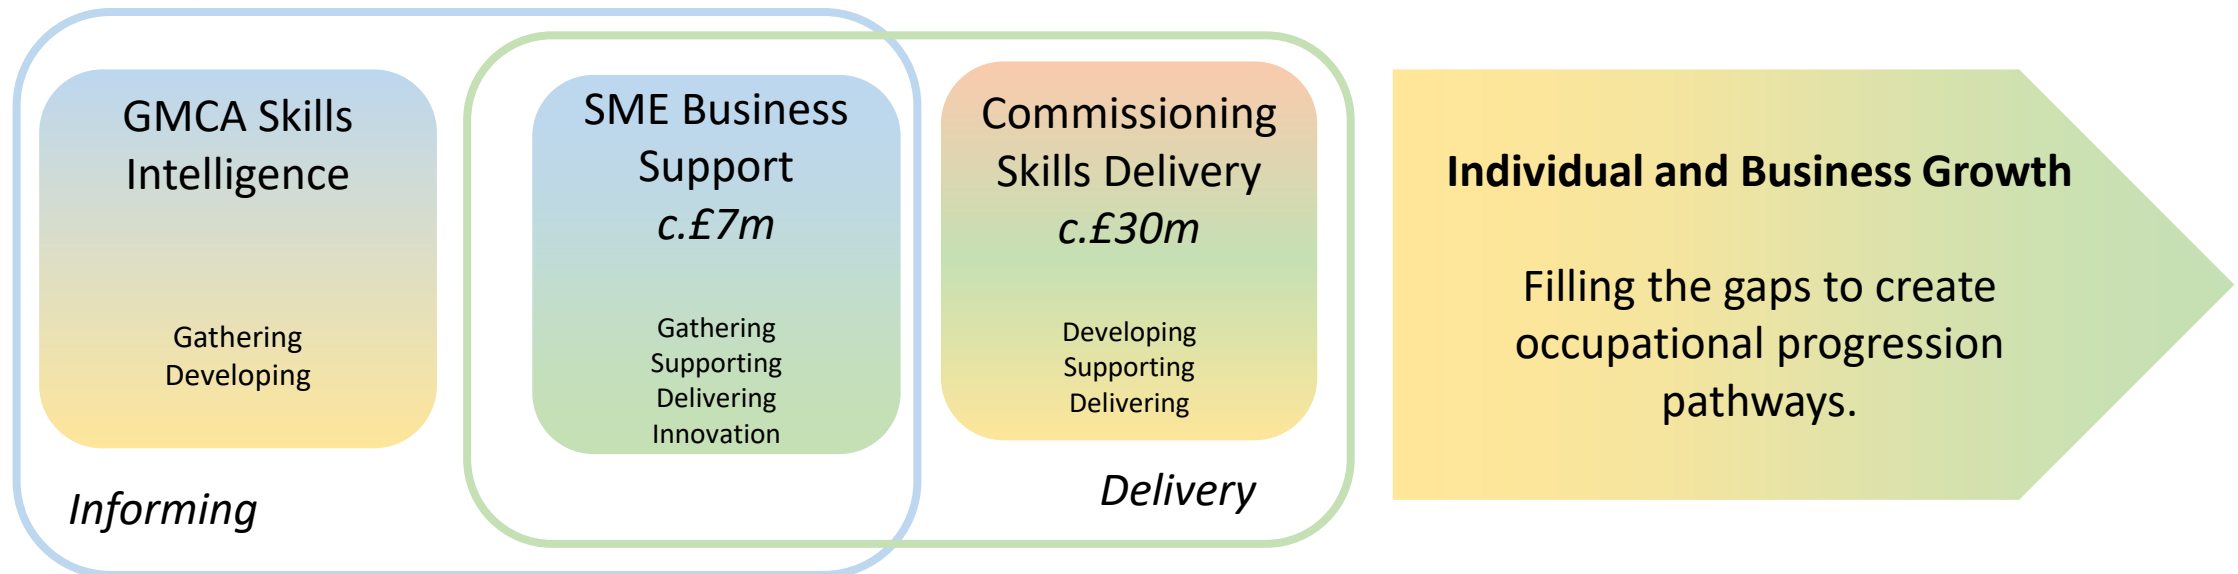 GMCA Skills
Intelligence
Gathering
Developing
Informing
SME Business
Support
c.£7m
Gathering
Supporting
Delivering
Innovation
Commissioning
Skills Delivery
c.£30m
Developing
Supporting
Delivering
Delivery
Individual and Business Growth
Filling the gaps to create
occupational progression
pathways.